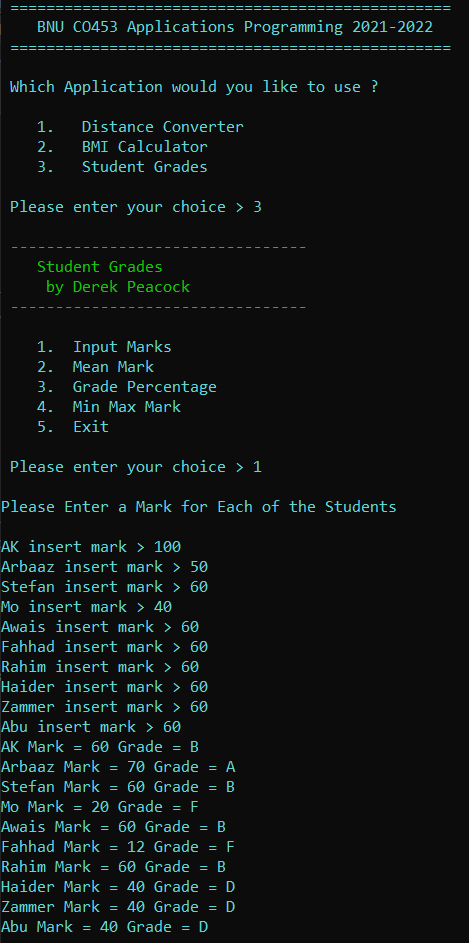 =================================================
BNU CO453 Applications Programming 2021-2022
=================================================
Which Application would you like to use ?
1. Distance Converter
2. BMI Calculator
3. Student Grades
Please enter your choice > 3
---------------------------------
Student Grades
by Derek Peacock
---------------------------------
1. Input Marks
2. Mean Mark
3. Grade Percentage
4. Min Max Mark
5. Exit
Please enter your choice > 1
Please Enter a Mark for Each of the Students
AK insert mark > 100
Arbaaz insert mark > 50
Stefan insert mark > 60
Mo insert mark > 40
Awais insert mark > 60
Fahhad insert mark > 60
Rahim insert mark > 60
Haider insert mark > 60
Zammer insert mark > 60
Abu insert mark > 60
AK Mark = 60 Grade = B
Arbaaz Mark = 70 Grade = A
Stefan Mark = 60 Grade = B
Mo Mark = 20 Grade = F
Awais Mark = 60 Grade = B
Fahhad Mark = 12 Grade = F
Rahim Mark = 60 Grade = B
Haider Mark = 40 Grade = D
Zammer Mark = 40 Grade = D
Abu Mark = 40 Grade = D